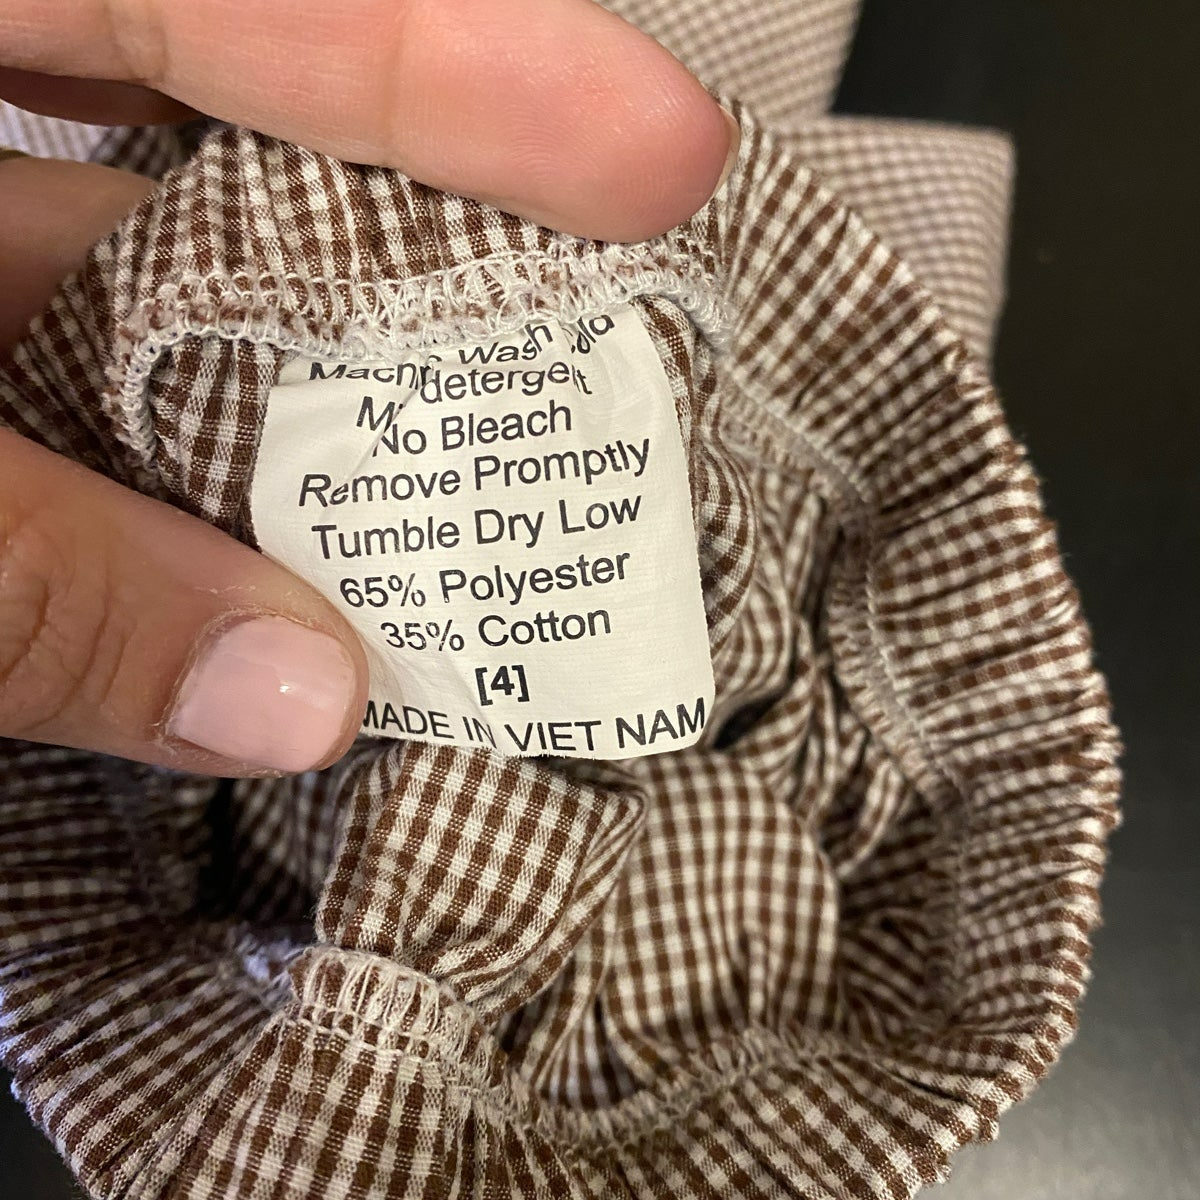 Machine Wash Cold
detergent
No Bleach
Remove Promptly
Tumble Dry Low
65% Polyester
35% Cotton
[4]
MADE IN VIET NAM